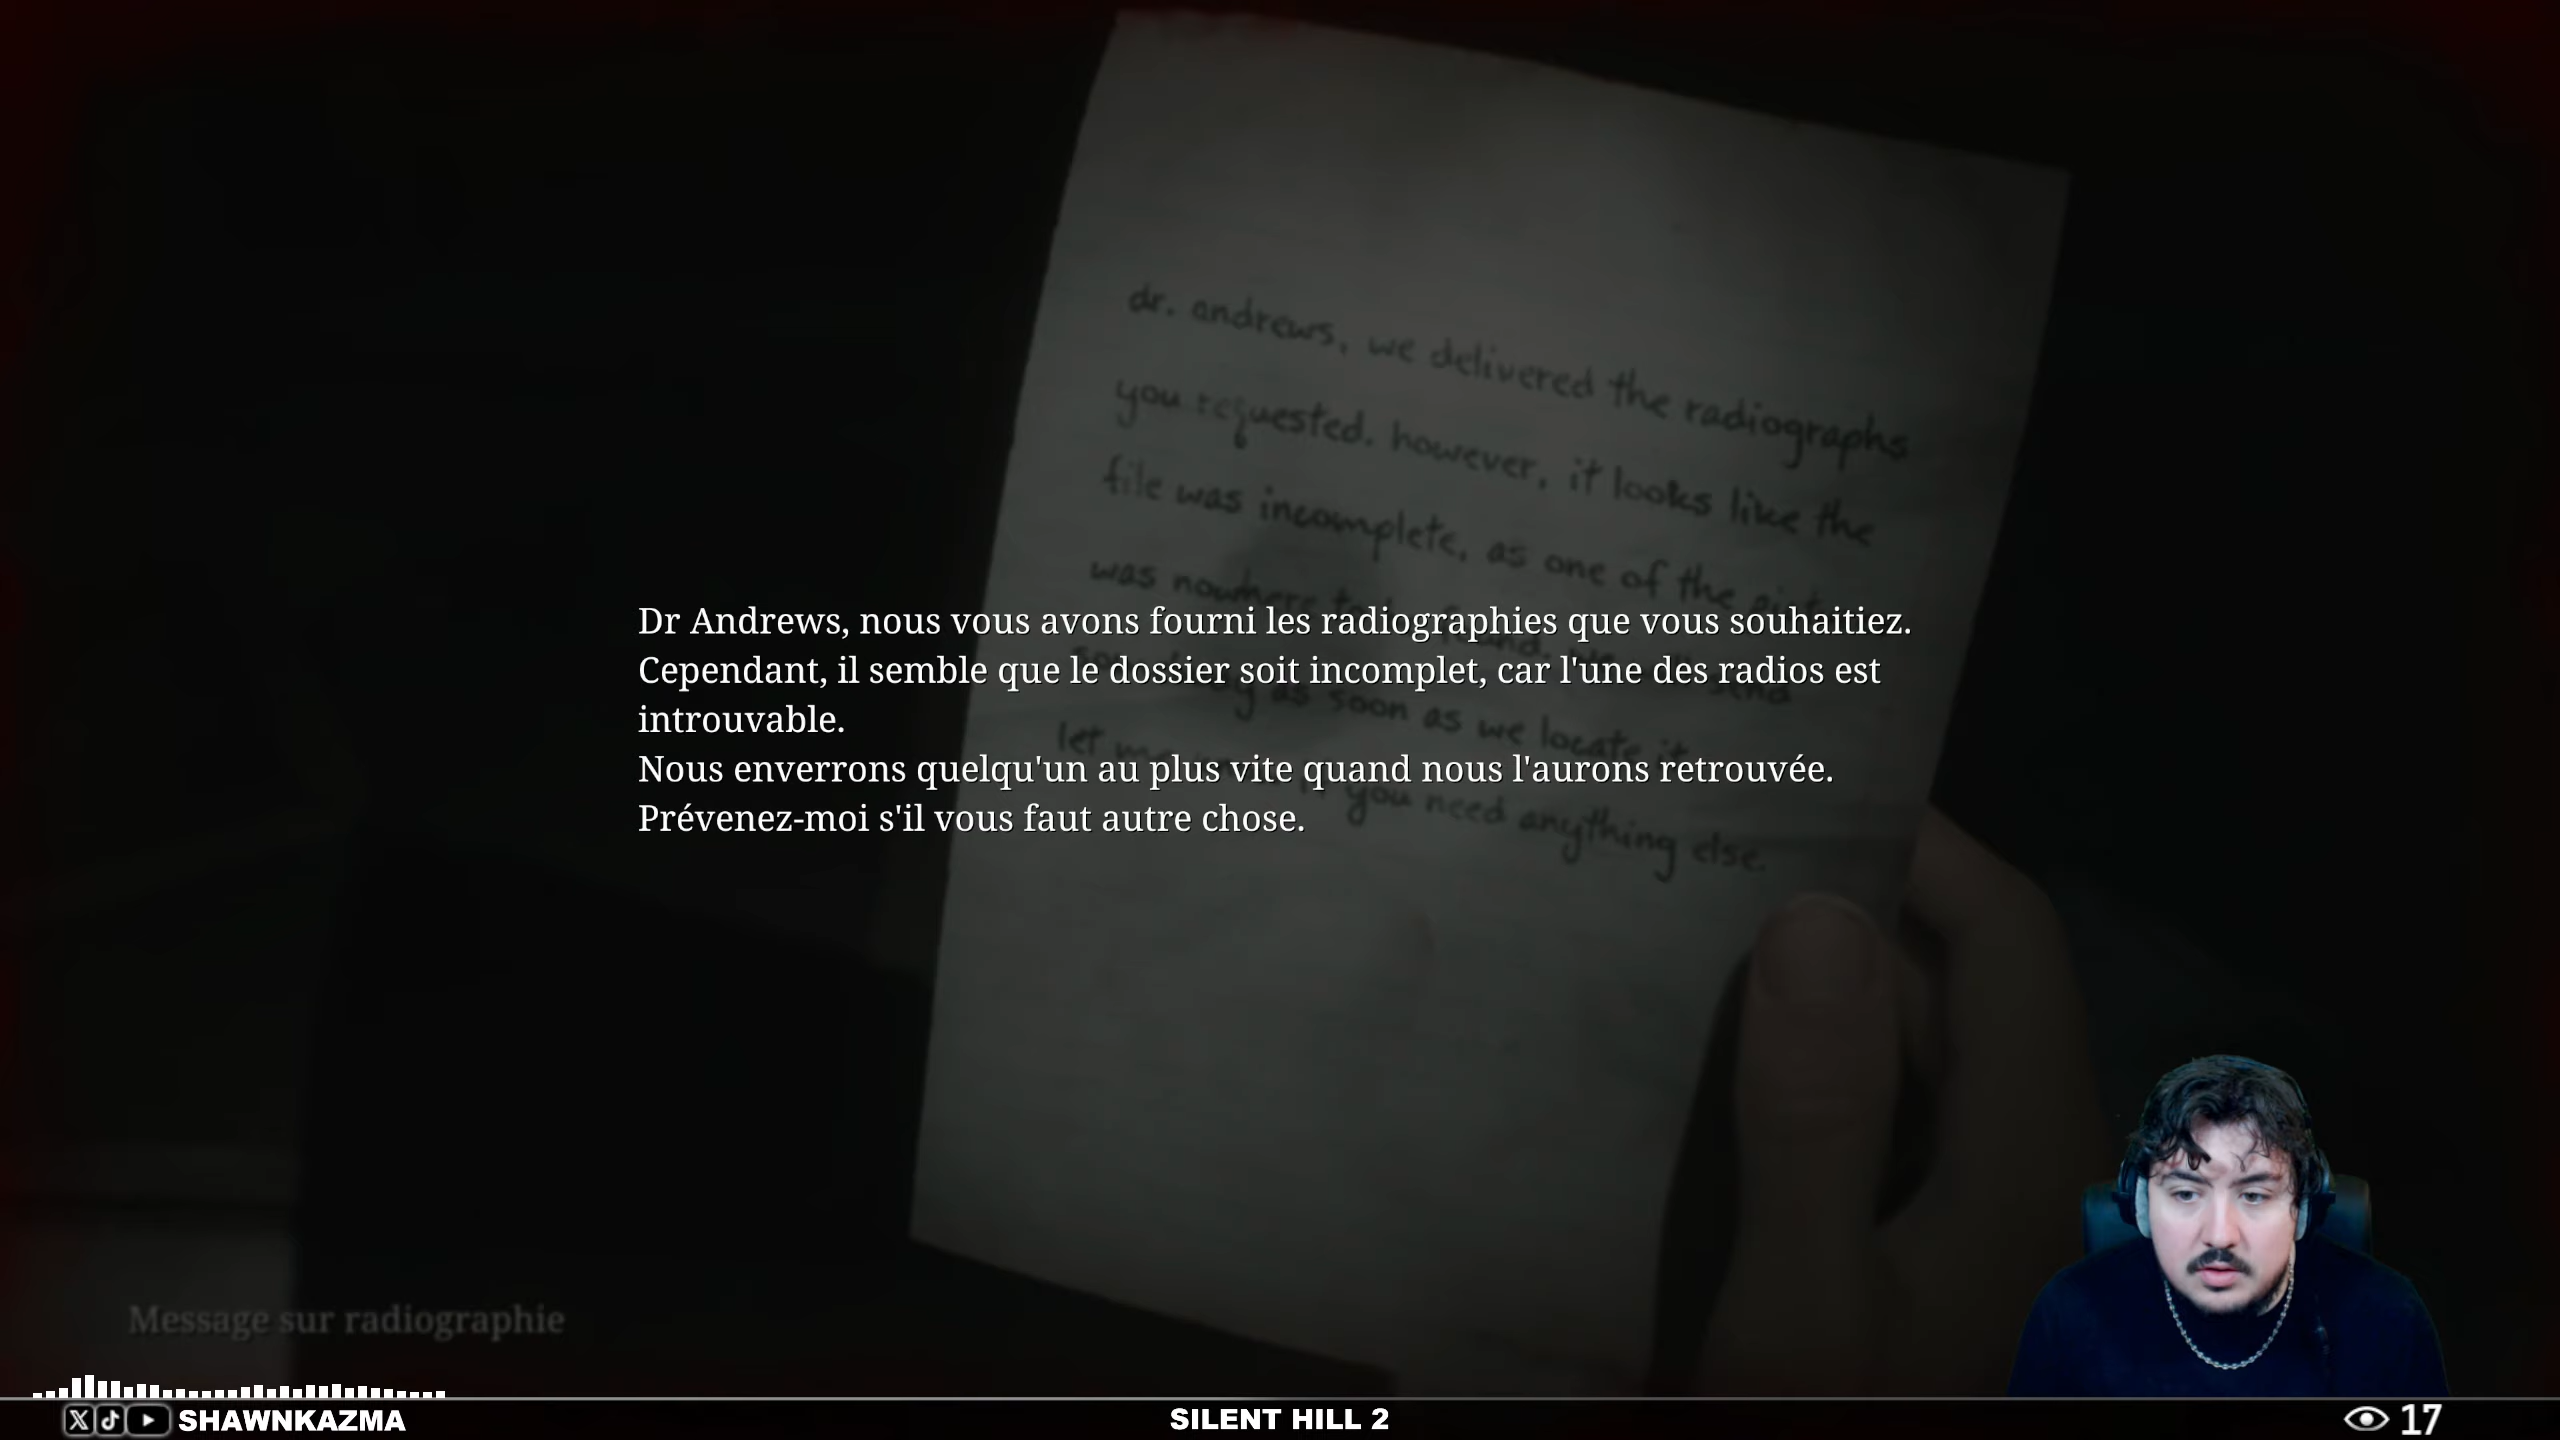 dr. andrews, we delivered the radiographs
you requested. however, it looks like the
file was incomplete, as one of the
was nowhere
as soon as we locate it
let me you need anything else.
Dr Andrews, nous vous avons fourni les radiographies que vous souhaitiez.
Cependant, il semble que le dossier soit incomplet, car l'une des radios est
introuvable.
Nous enverrons quelqu'un au plus vite quand nous l'aurons retrouvée.
Prévenez-moi s'il vous faut autre chose.
Message sur radiographie
SHAWNKAZMA
SILENT HILL 2
17